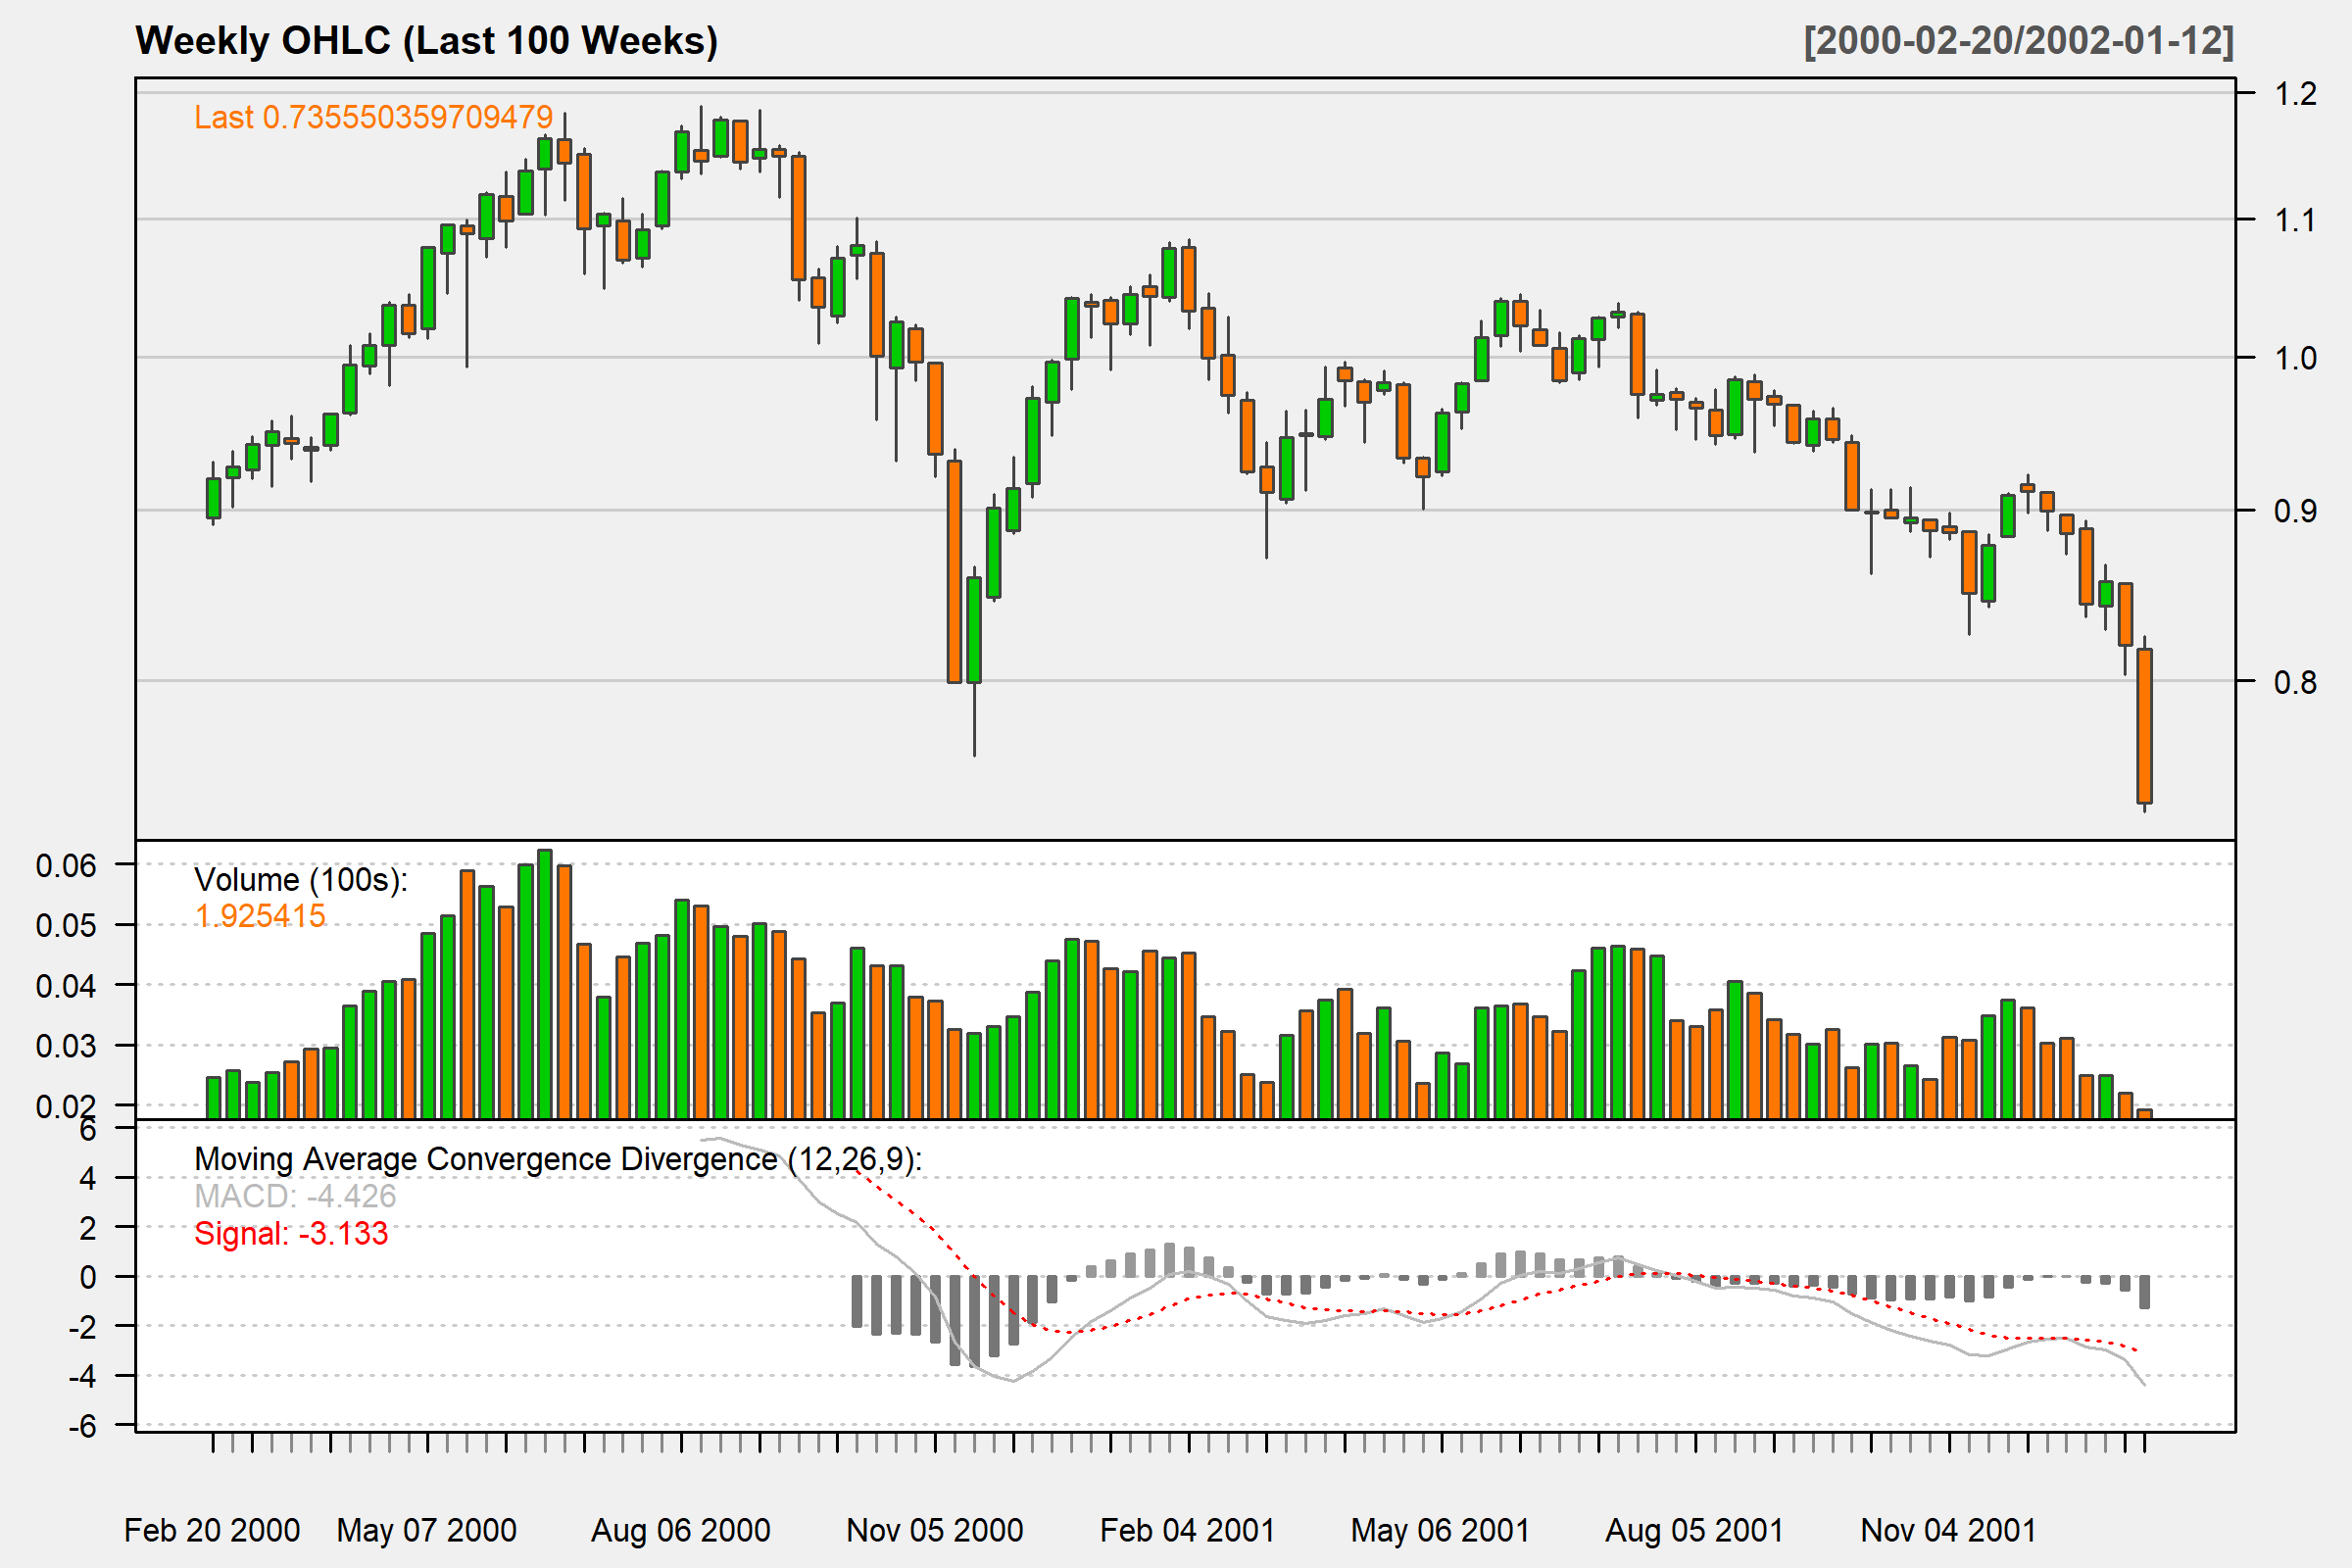 Weekly OHLC (Last 100 Weeks) [2000-02-20/2002-01-12]
Last 0.735550359709479
1.2
1.1
1.0
0.9
0.8
0.06
Volume (100s):
1.925415
0.05
0.04
0.03
0.02
6
Moving Average Convergence Divergence (12,26,9):
4
MACD: -4.426
2
Signal: -3.133
0
-2
-4
-6
Feb 20 2000 May 07 2000 Aug 06 2000 Nov 05 2000 Feb 04 2001 May 06 2001 Aug 05 2001 Nov 04 2001